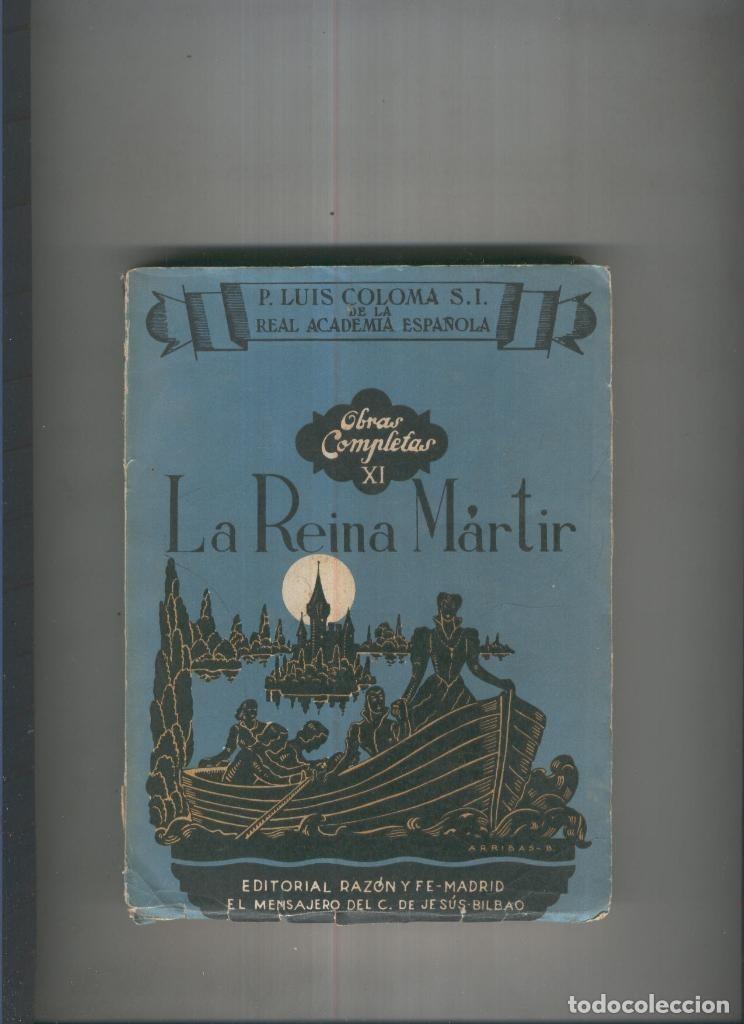 P. LUIS COLOMA S.I.
DE LA
REAL ACADEMIA ESPAÑOLA
Obras
Completas
XI
La Reina Mártir
ARRIBAS-B.
EDITORIAL RAZÓN Y FE-MADRID
EL MENSAJERO DEL C. DE JESÚS-BILBAO
todocoleccion